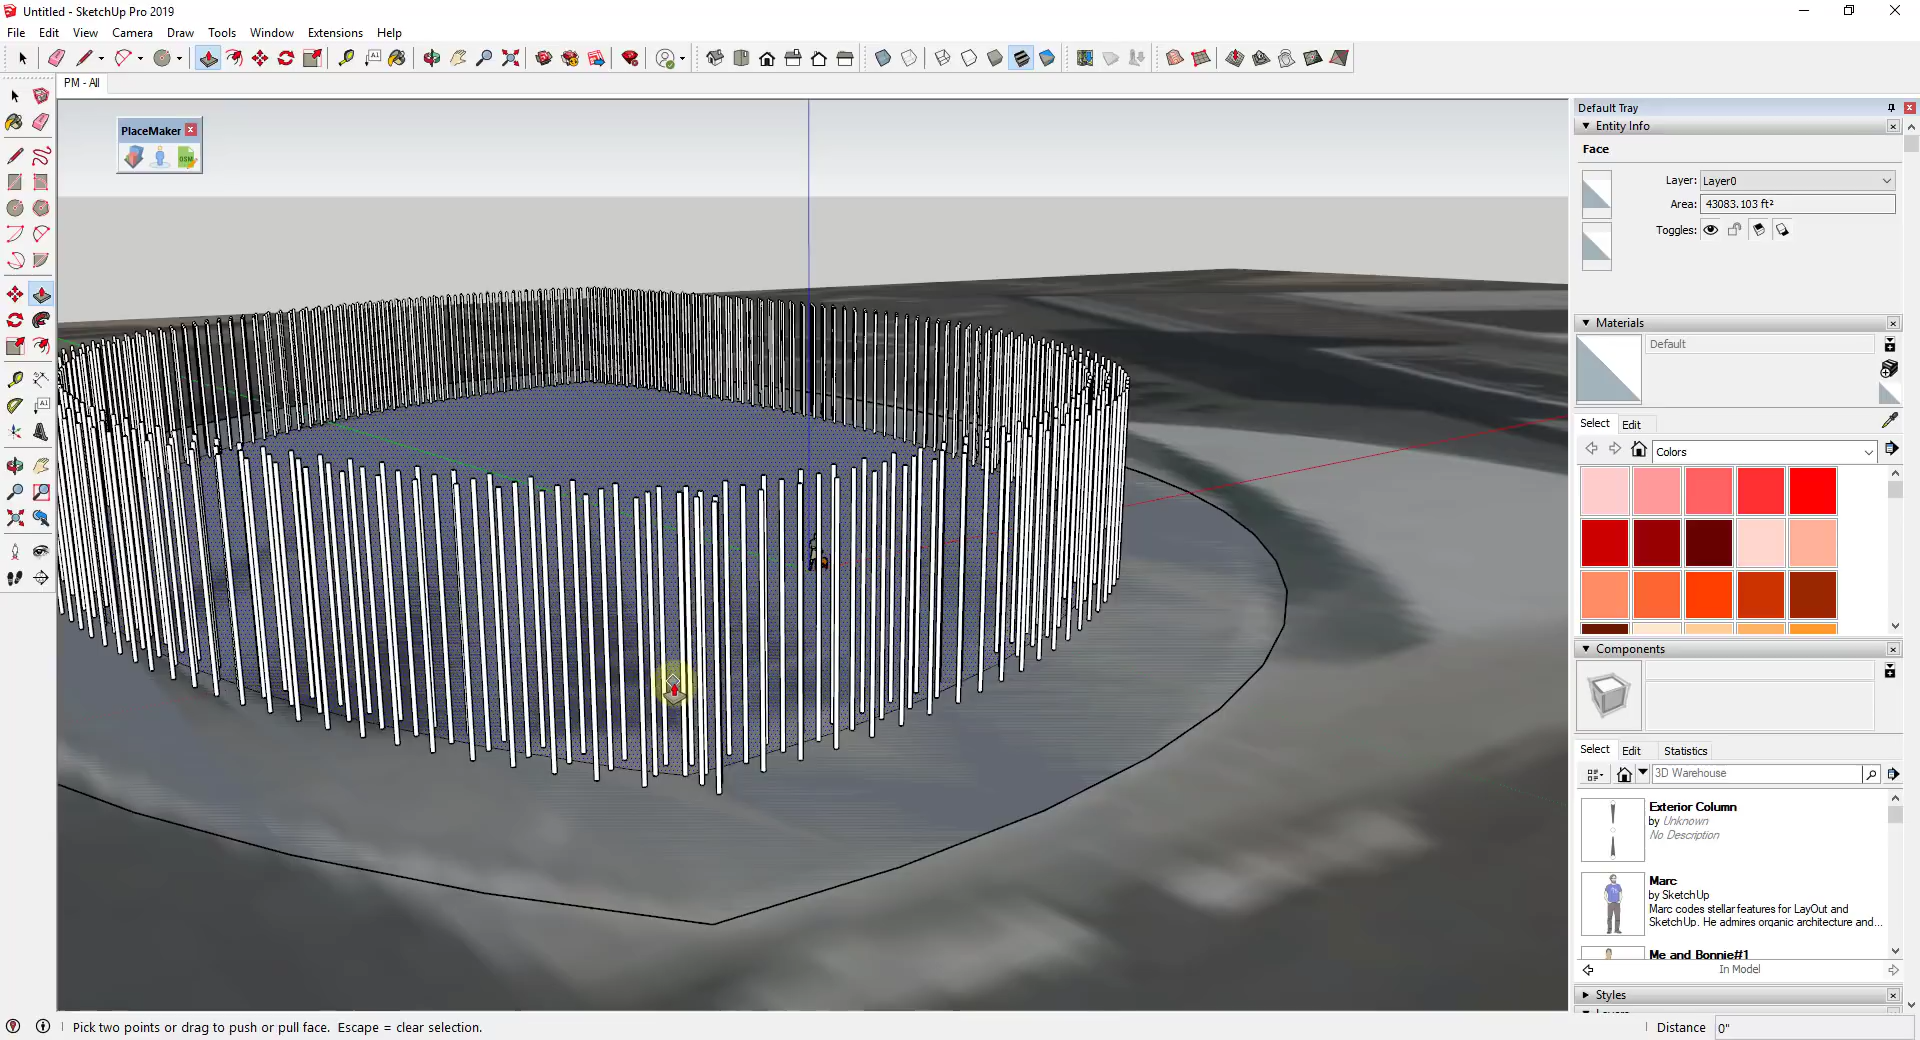 Untitled - SketchUp Pro 2019
File Edit View Camera Draw Tools Window Extensions Help
PM - All
PlaceMaker
OSM
Default Tray
Entity Info
Face
Layer: Layer0
Area: 43083.103 ft²
Toggles:
Materials
Default
Select Edit
Colors
Components
Select Edit Statistics
3D Warehouse
Exterior Column
by Unknown
No Description
Marc
by SketchUp
Marc codes stellar features for LayOut and
SketchUp. He admires organic architecture and...
Me and Bonnie#1
In Model
Styles
Layers
Pick two points or drag to push or pull face. Escape = clear selection.
Distance 0"